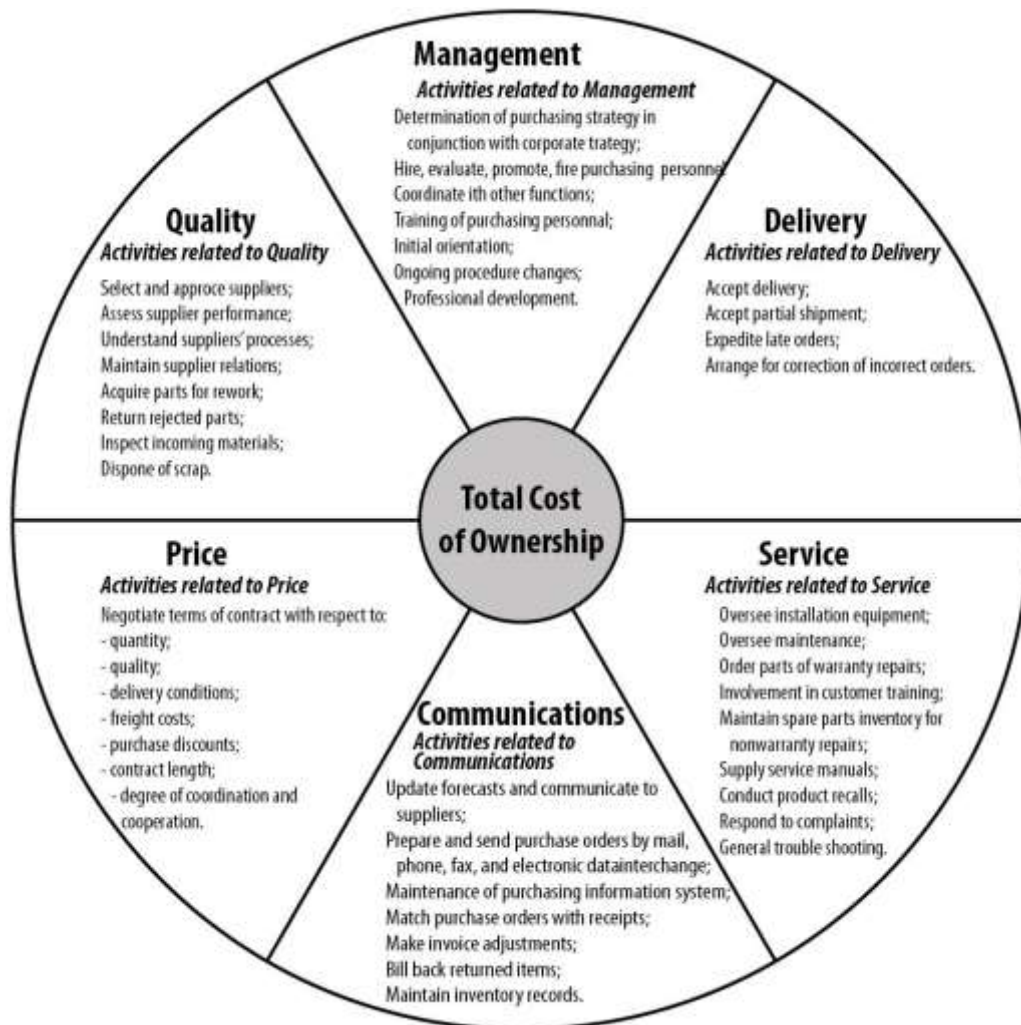 Management
Activities related to Management
Determination of purchasing strategy in
conjunction with corporate trategy;
Hire, evaluate, promote, fire purchasing personnel
Coordinate ith other functions;
Training of purchasing personnal;
Initial orientation;
Ongoing procedure changes;
Professional development.
Quality
Activities related to Quality
Select and approce suppliers;
Assess supplier performance;
Understand suppliers' processes;
Maintain supplier relations;
Acquire parts for rework;
Return rejected parts;
Inspect incoming materials;
Dispone of scrap.
Delivery
Activities related to Delivery
Accept delivery;
Accept partial shipment;
Expedite late orders;
Arrange for correction of incorrect orders.
Total Cost
of Ownership
Price
Activities related to Price
Negotiate terms of contract with respect to:
- quantity;
- quality;
- delivery conditions;
- freight costs;
- purchase discounts;
- contract length;
- degree of coordination and
cooperation.
Communications
Activities related to
Communications
Update forecasts and communicate to
suppliers;
Prepare and send purchase orders by mail,
phone, fax, and electronic datainterchange;
Maintenance of purchasing information system;
Match purchase orders with receipts;
Make invoice adjustments;
Bill back returned items;
Maintain inventory records.
Service
Activities related to Service
Oversee installation equipment;
Oversee maintenance;
Order parts of warranty repairs;
Involvement in customer training;
Maintain spare parts inventory for
nonwarranty repairs;
Supply service manuals;
Conduct product recalls;
Respond to complaints;
General trouble shooting.